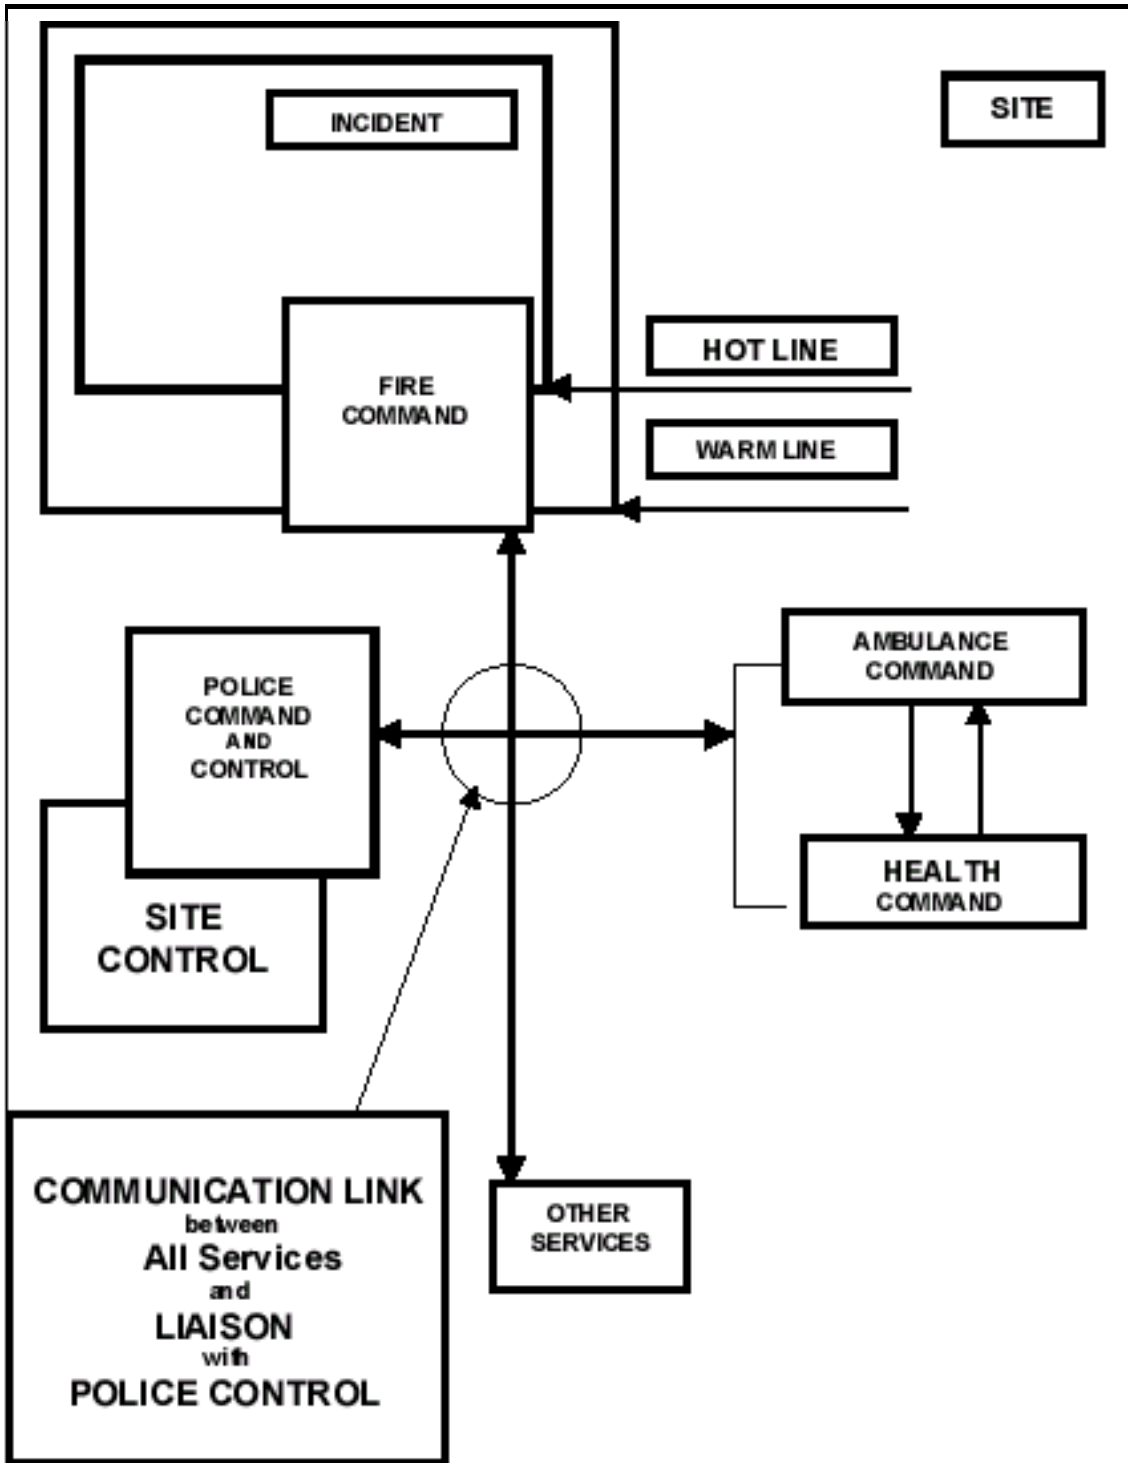 INCIDENT
SITE
FIRE
COMMAND
HOT LINE
WARM LINE
POLICE
COMMAND
AND
CONTROL
AMBULANCE
COMMAND
HEALTH
COMMAND
SITE
CONTROL
COMMUNICATION LINK
between
All Services
and
LIAISON
with
POLICE CONTROL
OTHER
SERVICES